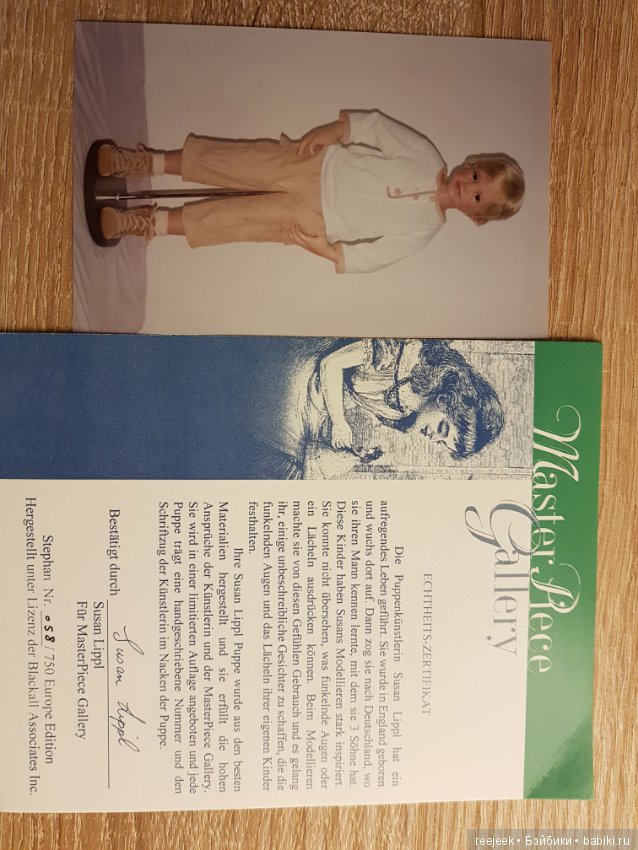 MasterPiece
Gallery
ECHTHEITS-ZERTIFIKAT
Die Puppenkünstlerin Susan Lippl hat ein
aufregendes Leben geführt. Sie wurde in England geboren
und wuchs dort auf. Dann zog sie nach Deutschland, wo
sie ihren Mann kennen lernte, mit dem sie 3 Söhne hat.
Diese Kinder haben Susans Modellieren stark inspiriert.
Sie konnte nicht übersehen, was funkelnde Augen oder
ein Lächeln ausdrücken können. Beim Modellieren
machte sie von diesen Gefühlen Gebrauch und es gelang
ihr, einige unbeschreibliche Gesichter zu schaffen, die die
funkelnden Augen und das Lächeln ihrer eigenen Kinder
festhalten.
Ihre Susan Lippl Puppe wurde aus den besten
Materialien hergestellt und sie erfüllt die hohen
Ansprüche der Künstlerin und der MasterPiece Gallery.
Sie wird in einer limitierten Auflage angeboten und jede
Puppe trägt eine handgeschriebene Nummer und den
Schriftzug der Künstlerin im Nacken der Puppe.
Bestätigt durch Susan Lippl
Susan Lippl
Für MasterPiece Gallery
Stephan Nr. 058/750 Europe Edition
Hergestellt unter Lizenz der Blackall Associates Inc.
reejeek • Бэйбики • babiki.ru